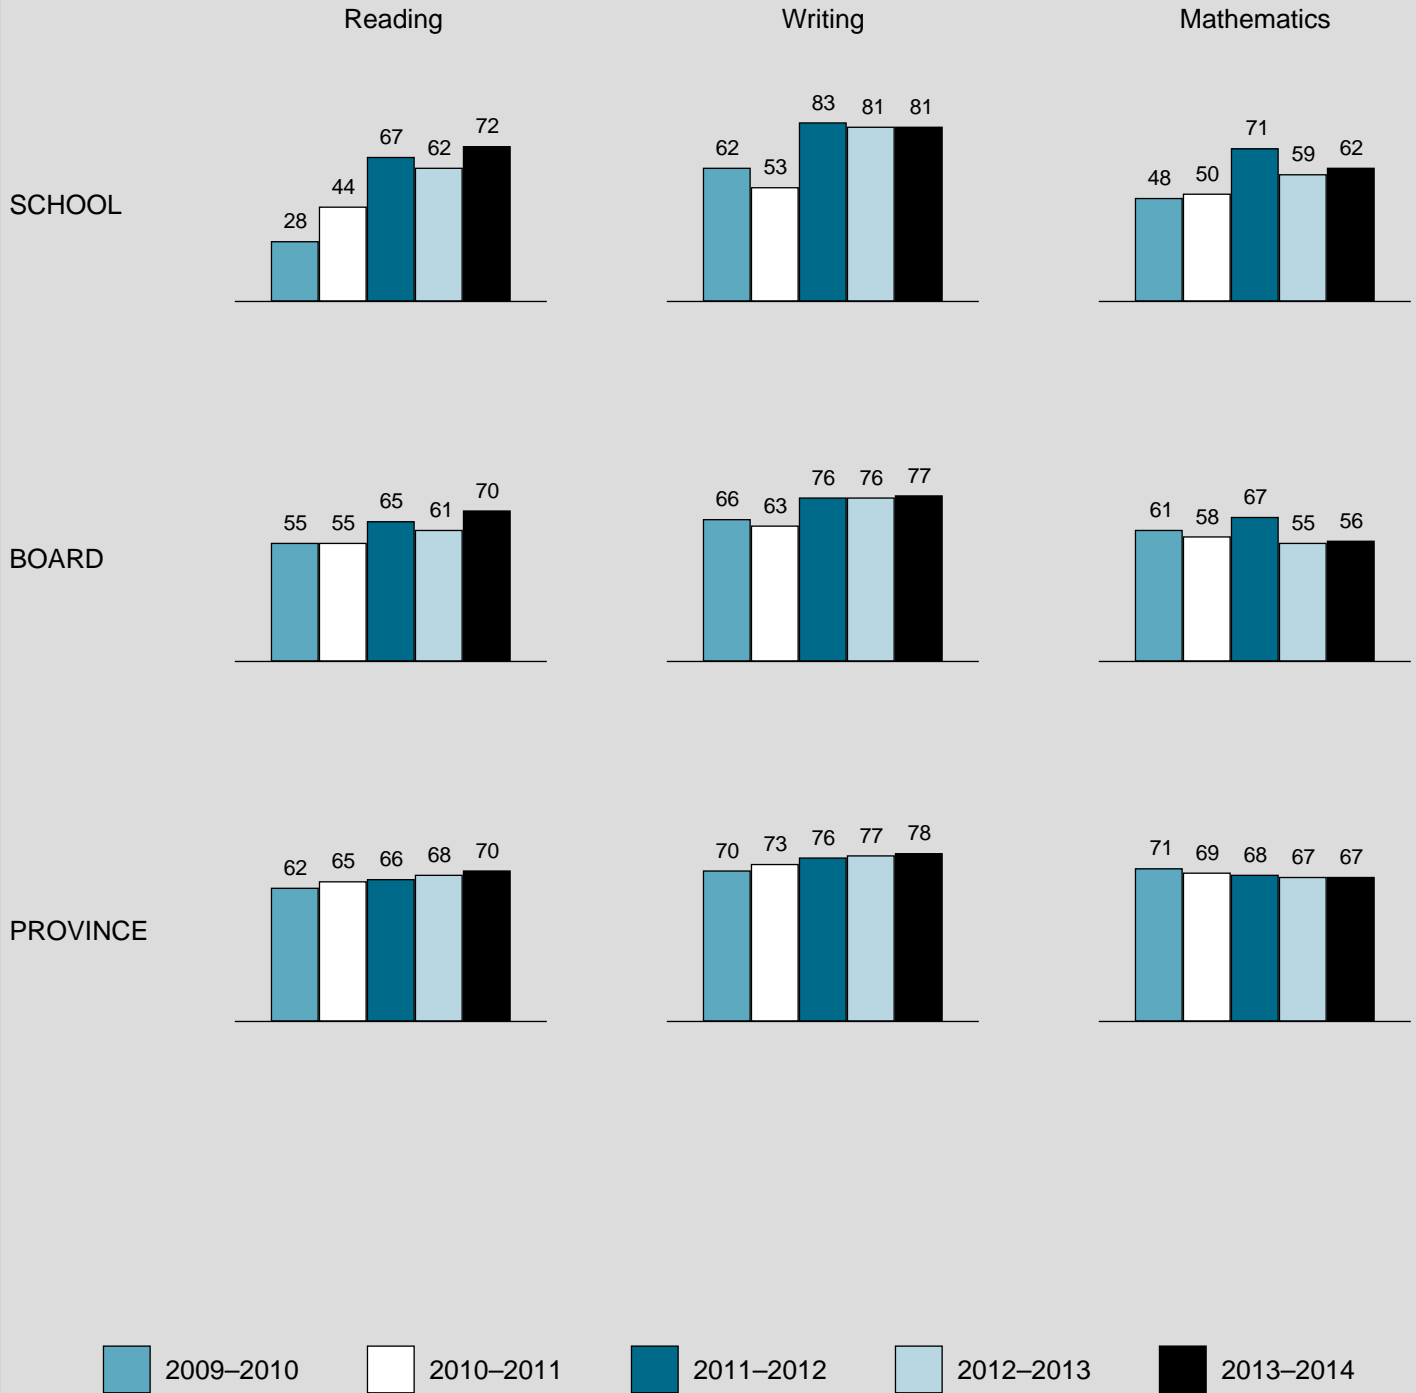 Reading Writing Mathematics
SCHOOL
28 44 67 62 72
62 53 83 81 81
48 50 71 59 62
BOARD
55 55 65 61 70
66 63 76 76 77
61 58 67 55 56
PROVINCE
62 65 66 68 70
70 73 76 77 78
71 69 68 67 67
2009–2010 2010–2011 2011–2012 2012–2013 2013–2014